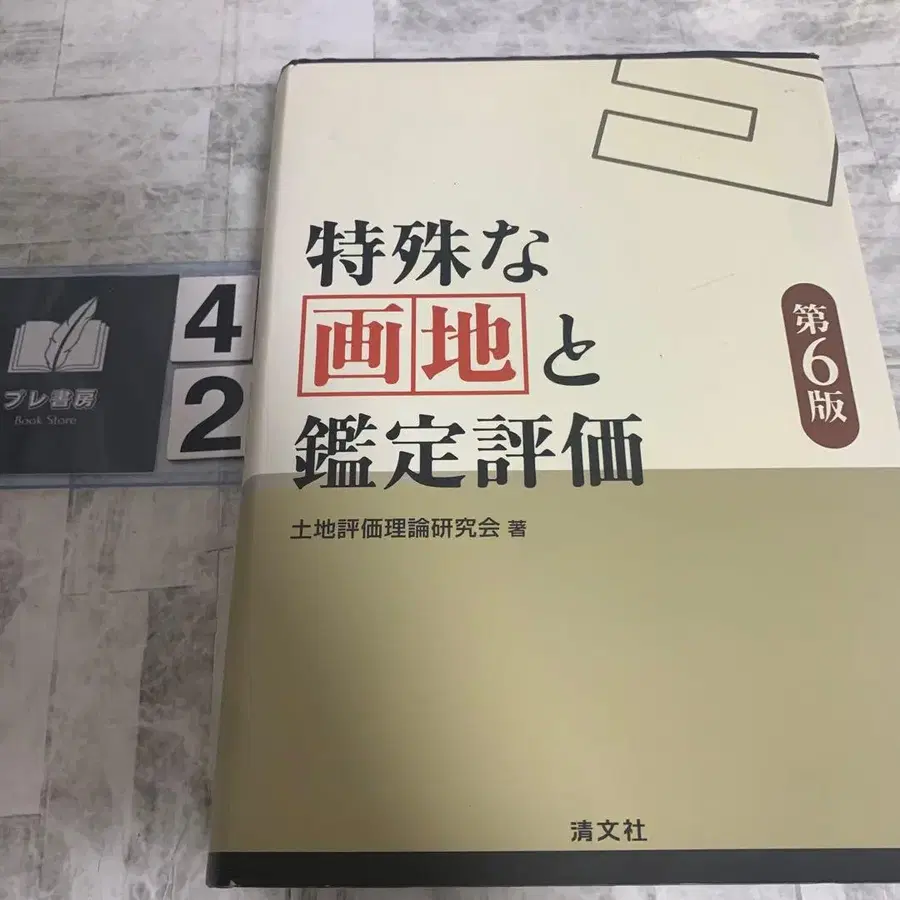 特殊な
画地と
鑑定評価
第6版
土地評価理論研究会 著
清文社
4
2
ブレ書房
Book Store